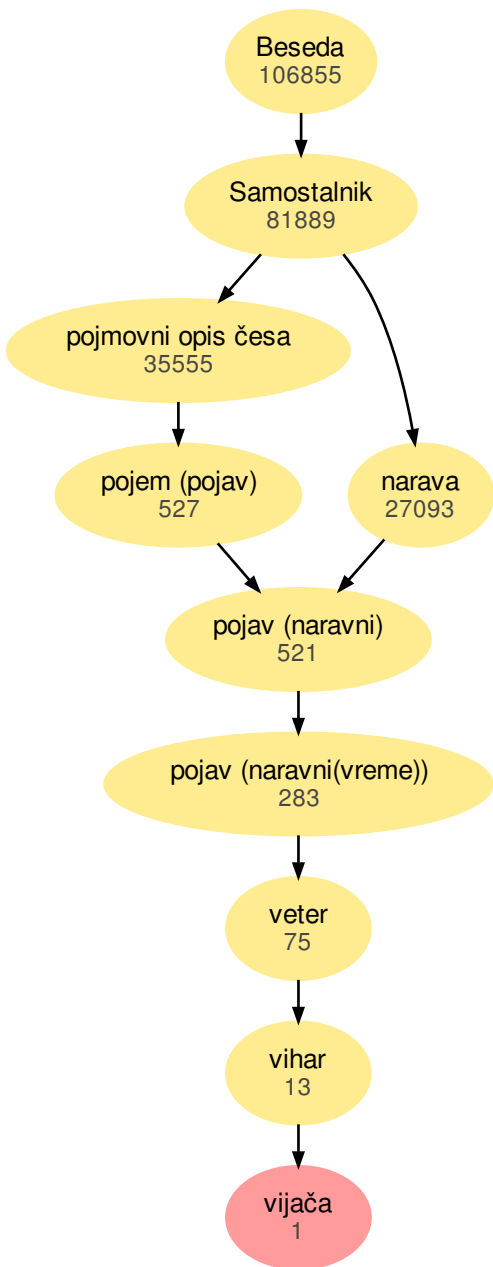 Beseda
106855
Samostalnik
81889
pojmovni opis česa
35555
pojem (pojav)
527
narava
27093
pojav (naravni)
521
pojav (naravni(vreme))
283
veter
75
vihar
13
vijača
1